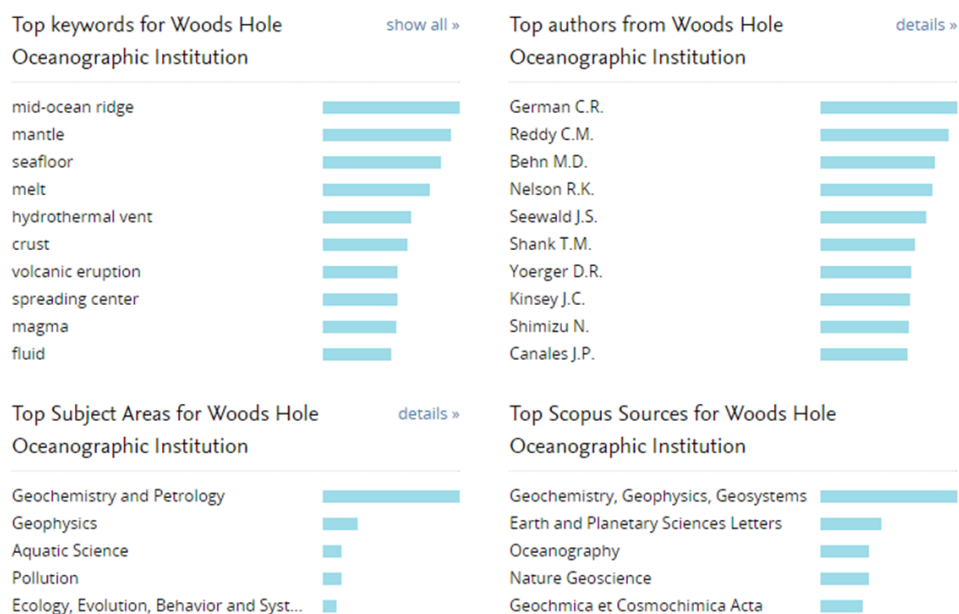 Top keywords for Woods Hole
Oceanographic Institution
show all »
mid-ocean ridge
mantle
seafloor
melt
hydrothermal vent
crust
volcanic eruption
spreading center
magma
fluid
Top authors from Woods Hole
Oceanographic Institution
details »
German C.R.
Reddy C.M.
Behn M.D.
Nelson R.K.
Seewald J.S.
Shank T.M.
Yoerger D.R.
Kinsey J.C.
Shimizu N.
Canales J.P.
Top Subject Areas for Woods Hole
Oceanographic Institution
details »
Geochemistry and Petrology
Geophysics
Aquatic Science
Pollution
Ecology, Evolution, Behavior and Syst...
Top Scopus Sources for Woods Hole
Oceanographic Institution
Geochemistry, Geophysics, Geosystems
Earth and Planetary Sciences Letters
Oceanography
Nature Geoscience
Geochmica et Cosmochimica Acta